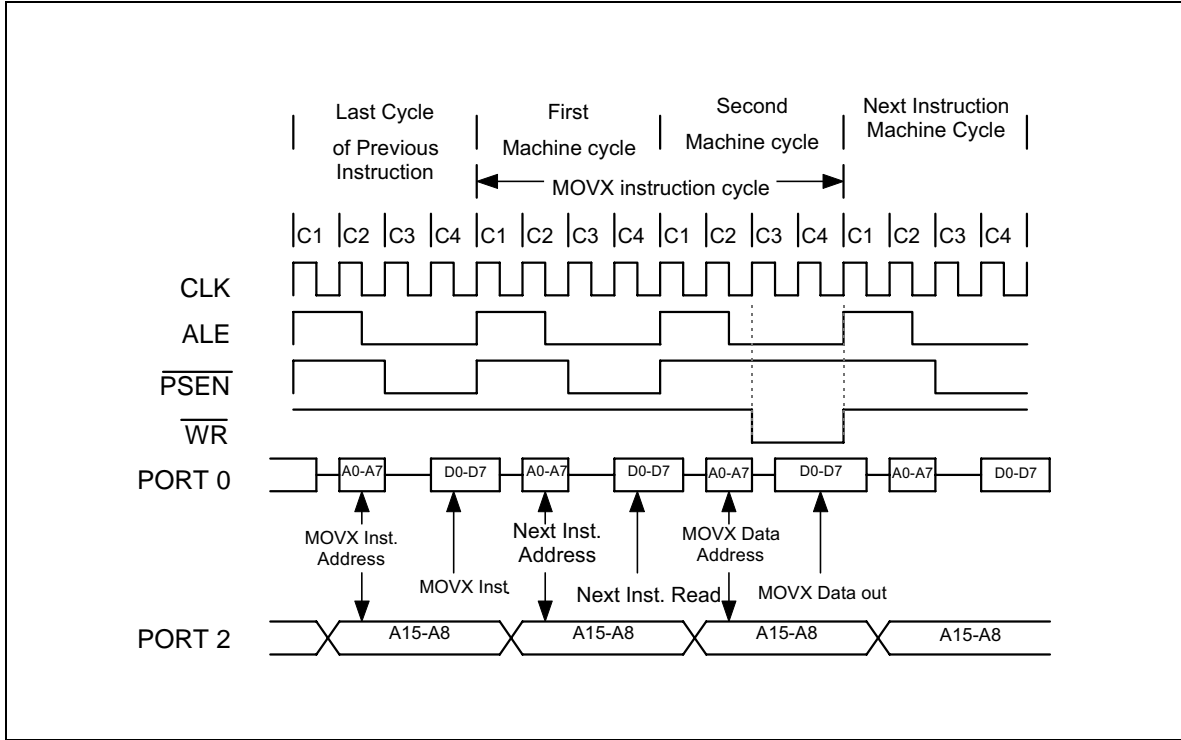 Last Cycle
of Previous
Instruction
First
Machine cycle
Second
Machine cycle
Next Instruction
Machine Cycle
MOVX instruction cycle
C1 C2 C3 C4 C1 C2 C3 C4 C1 C2 C3 C4 C1 C2 C3 C4
CLK
ALE
PSEN
WR
PORT 0
A0-A7 D0-D7 A0-A7 D0-D7 A0-A7 D0-D7 A0-A7 D0-D7
MOVX Inst.
Address
MOVX Inst.
Next Inst.
Address
Next Inst. Read
MOVX Data
Address
MOVX Data out
PORT 2
A15-A8 A15-A8 A15-A8 A15-A8